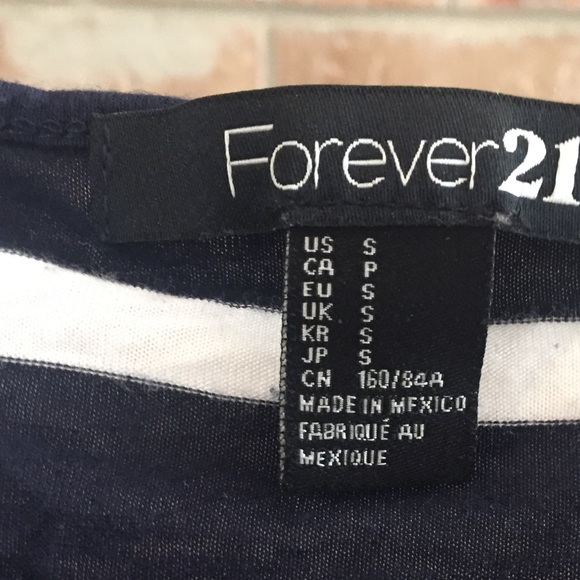 Forever21
US S
CA P
EU S
UK S
KR S
JP S
CN 160/84A
MADE IN MEXICO
FABRIQUÉ AU
MEXIQUE